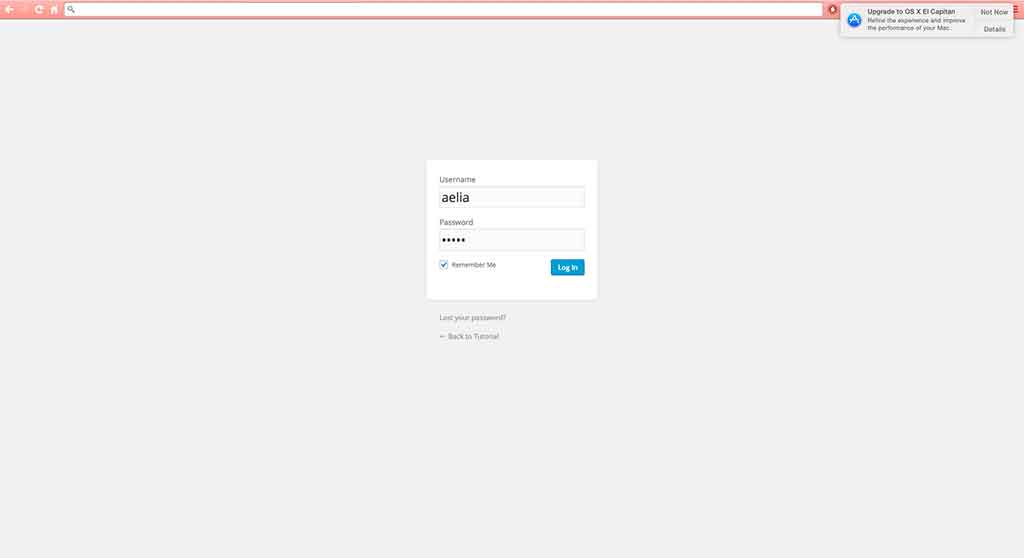 Upgrade to OS X El Capitan
Refine the experience and improve
the performance of your Mac.
Not Now
Details
Username
aelia
Password
•••••
Remember Me
Log In
Lost your password?
← Back to Tutorial